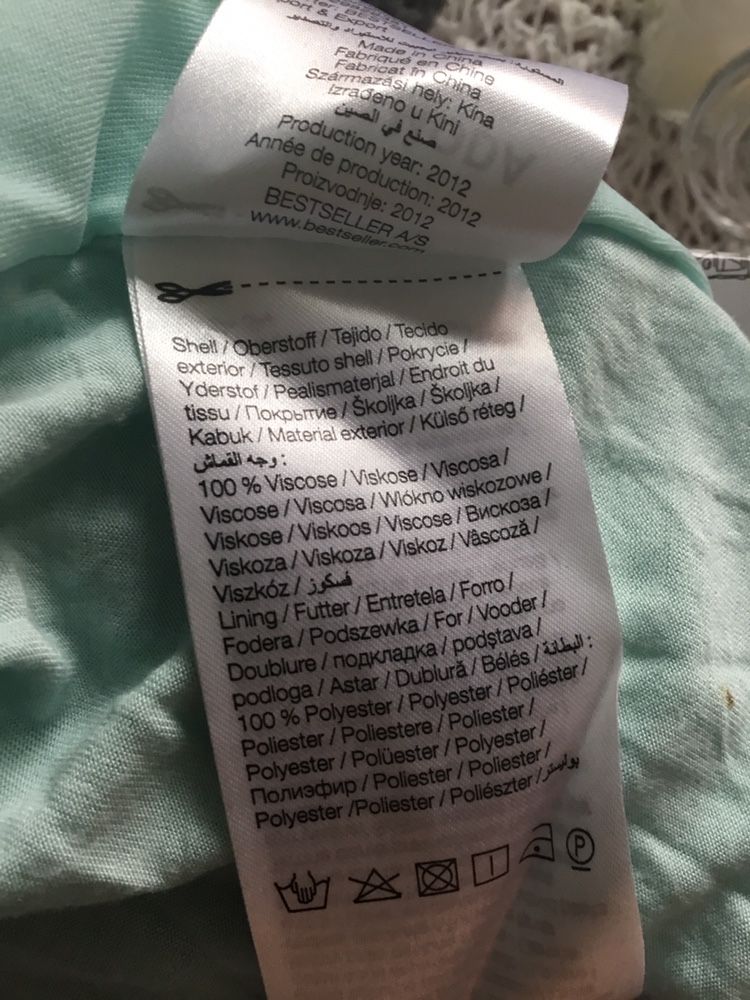 BESTSELLER
ort & Export
Made in China
Fabriqué en Chine
Fabricat în China
Származási hely: Kína
Izrađeno u Kini
صنع في الصين
Production year: 2012
Année de production: 2012
Proizvodnje: 2012
BESTSELLER A/S
www.bestseller.com
Shell / Oberstoff / Tejido / Tecido
exterior / Tessuto shell / Pokrycie /
Yderstof / Pealismaterjal / Endroit du
tissu / Покрытие / Školjka / Školjka /
Kabuk / Material exterior / Külső réteg /
وجه القماش :
100 % Viscose / Viskose / Viscosa /
Viscose / Viscosa / Włókno wiskozowe /
Viskose / Viskoos / Viscose / Вискоза /
Viskoza / Viskoza / Viskoz / Vâscoză /
Viszkóz / فسكوز
Lining / Futter / Entretela / Forro /
Fodera / Podszewka / For / Vooder /
Doublure / подкладка / podstava /
podloga / Astar / Dublură / Bélés / البطانة :
100 % Polyester / Polyester / Poliéster /
Poliester / Poliestere / Poliester /
Polyester / Polüester / Polyester /
Полиэфир / Poliester / Poliester /
Polyester /Poliester / Poliészter / بوليستر
P